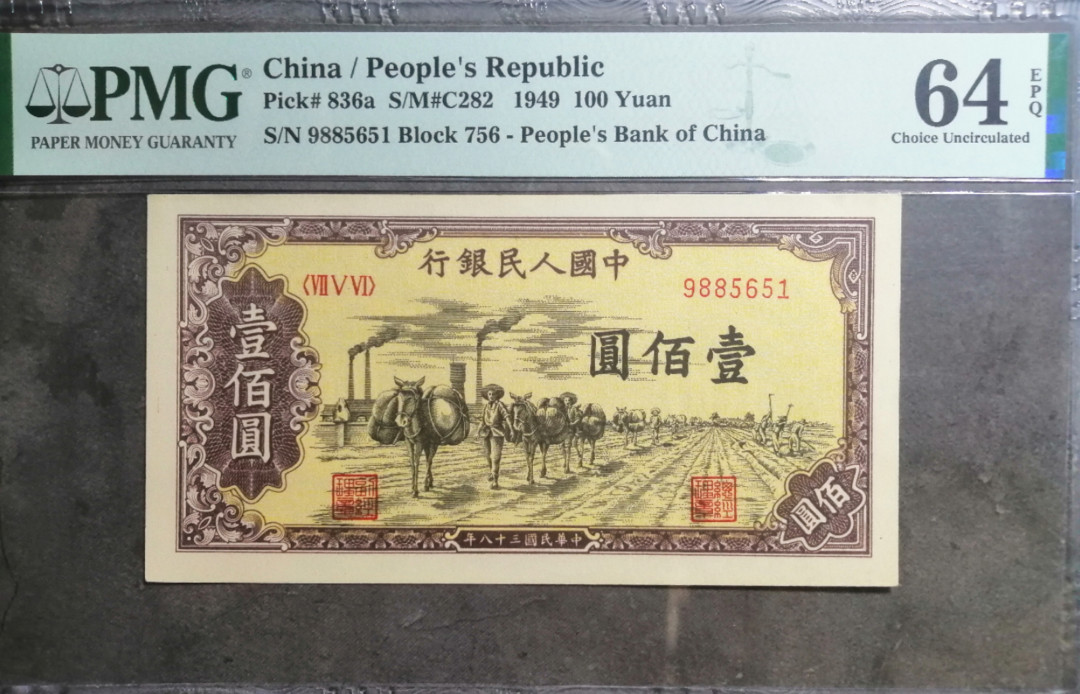 PMG®
PAPER MONEY GUARANTY
China / People's Republic
Pick# 836a S/M#C282 1949 100 Yuan
S/N 9885651 Block 756 - People's Bank of China
64 EPQ
Choice Uncirculated
行銀民人國中
〈VII V VI〉
9885651
圓佰壹
壹佰圓
佰圓
年八十三國民華中